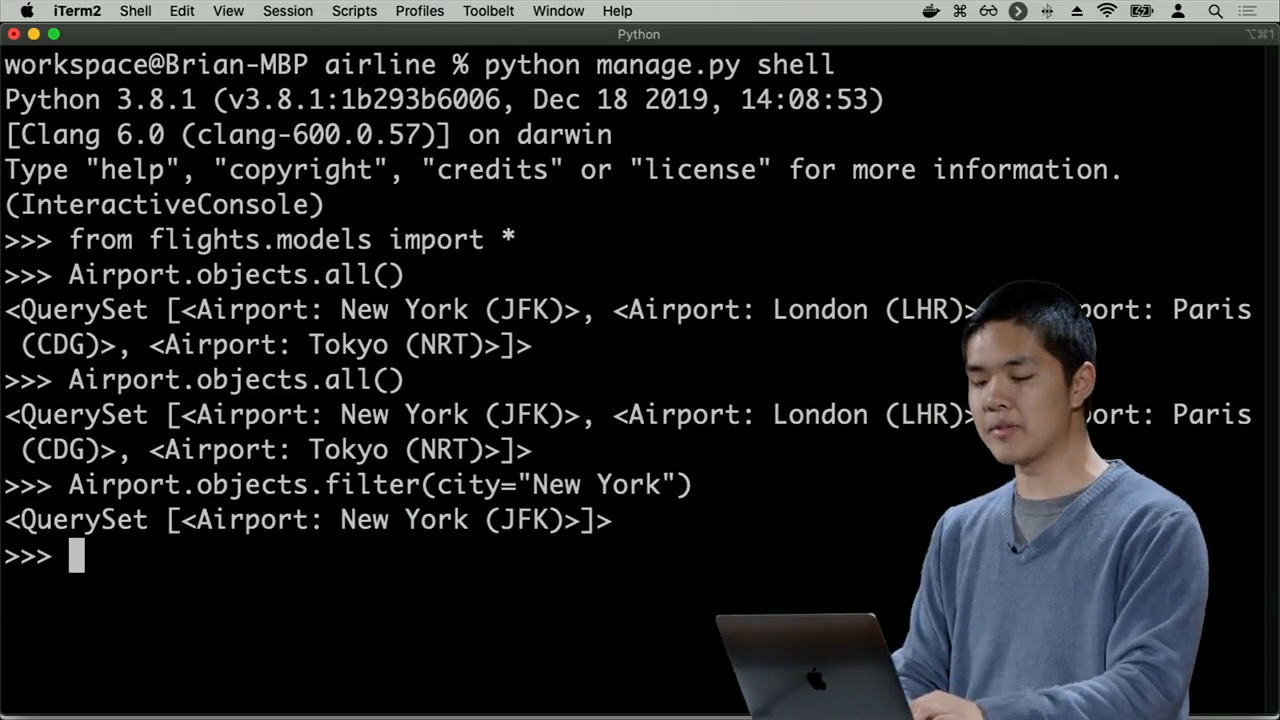 iTerm2 Shell Edit View Session Scripts Profiles Toolbelt Window Help
Python
⌥⌘1
workspace@Brian-MBP airline % python manage.py shell
Python 3.8.1 (v3.8.1:1b293b6006, Dec 18 2019, 14:08:53)
[Clang 6.0 (clang-600.0.57)] on darwin
Type "help", "copyright", "credits" or "license" for more information.
(InteractiveConsole)
>>> from flights.models import *
>>> Airport.objects.all()
<QuerySet [<Airport: New York (JFK)>, <Airport: London (LHR)> port: Paris
(CDG)>, <Airport: Tokyo (NRT)>]>
>>> Airport.objects.all()
<QuerySet [<Airport: New York (JFK)>, <Airport: London (LHR)> port: Paris
(CDG)>, <Airport: Tokyo (NRT)>]>
>>> Airport.objects.filter(city="New York")
<QuerySet [<Airport: New York (JFK)>]>
>>>